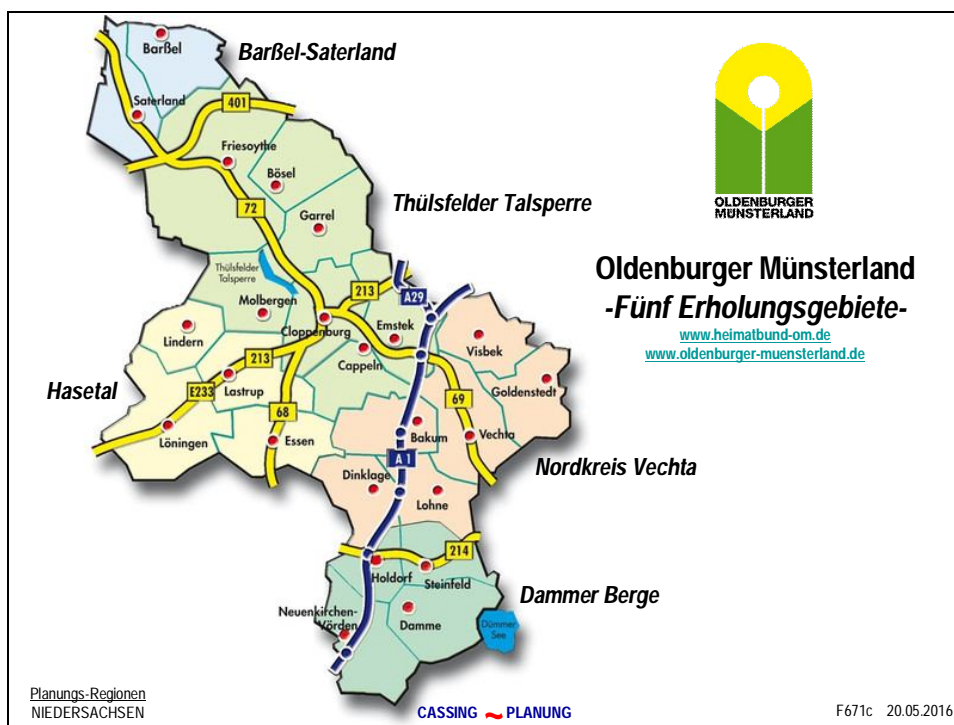 Barßel
Barßel-Saterland
Saterland
401
Friesoythe
Bösel
72
Garrel
Thülsfelder Talsperre
Thülsfelder
Talsperre
Molbergen
213
A29
Cloppenburg
Emstek
Cappeln
Visbek
Goldenstedt
Lindern
213
Hasetal
E233
Lastrup
68
69
Löningen
Essen
Bakum
Vechta
A 1
Nordkreis Vechta
Dinklage
Lohne
214
Holdorf
Steinfeld
Dammer Berge
Neuenkirchen-
Vörden
Damme
Dümmer
See
OLDENBURGER
MÜNSTERLAND
Oldenburger Münsterland
-Fünf Erholungsgebiete-
www.heimatbund-om.de
www.oldenburger-muensterland.de
Planungs-Regionen
NIEDERSACHSEN
CASSING ~ PLANUNG
F671c 20.05.2016